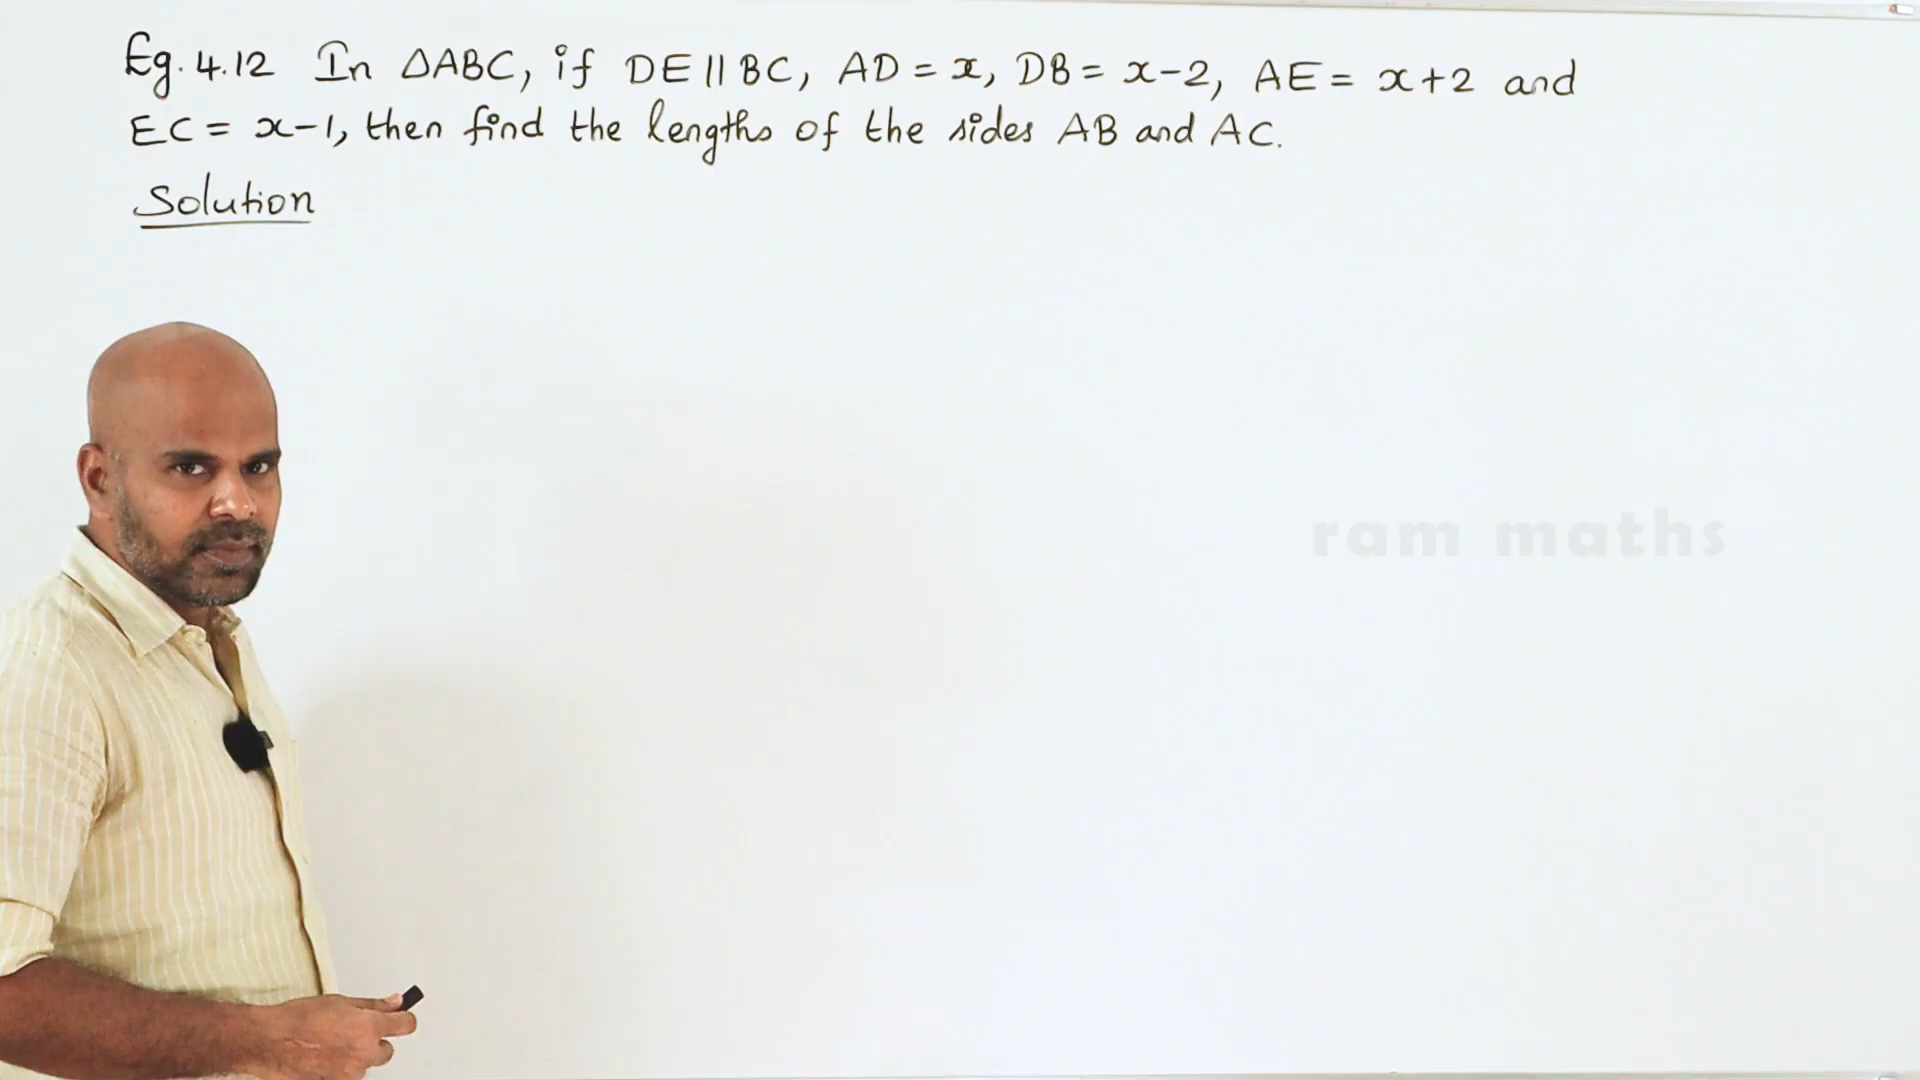 Eg. 4.12 In ΔABC, if DE || BC, AD = x, DB = x-2, AE = x+2 and
EC = x-1, then find the lengths of the sides AB and AC.
Solution
ram maths